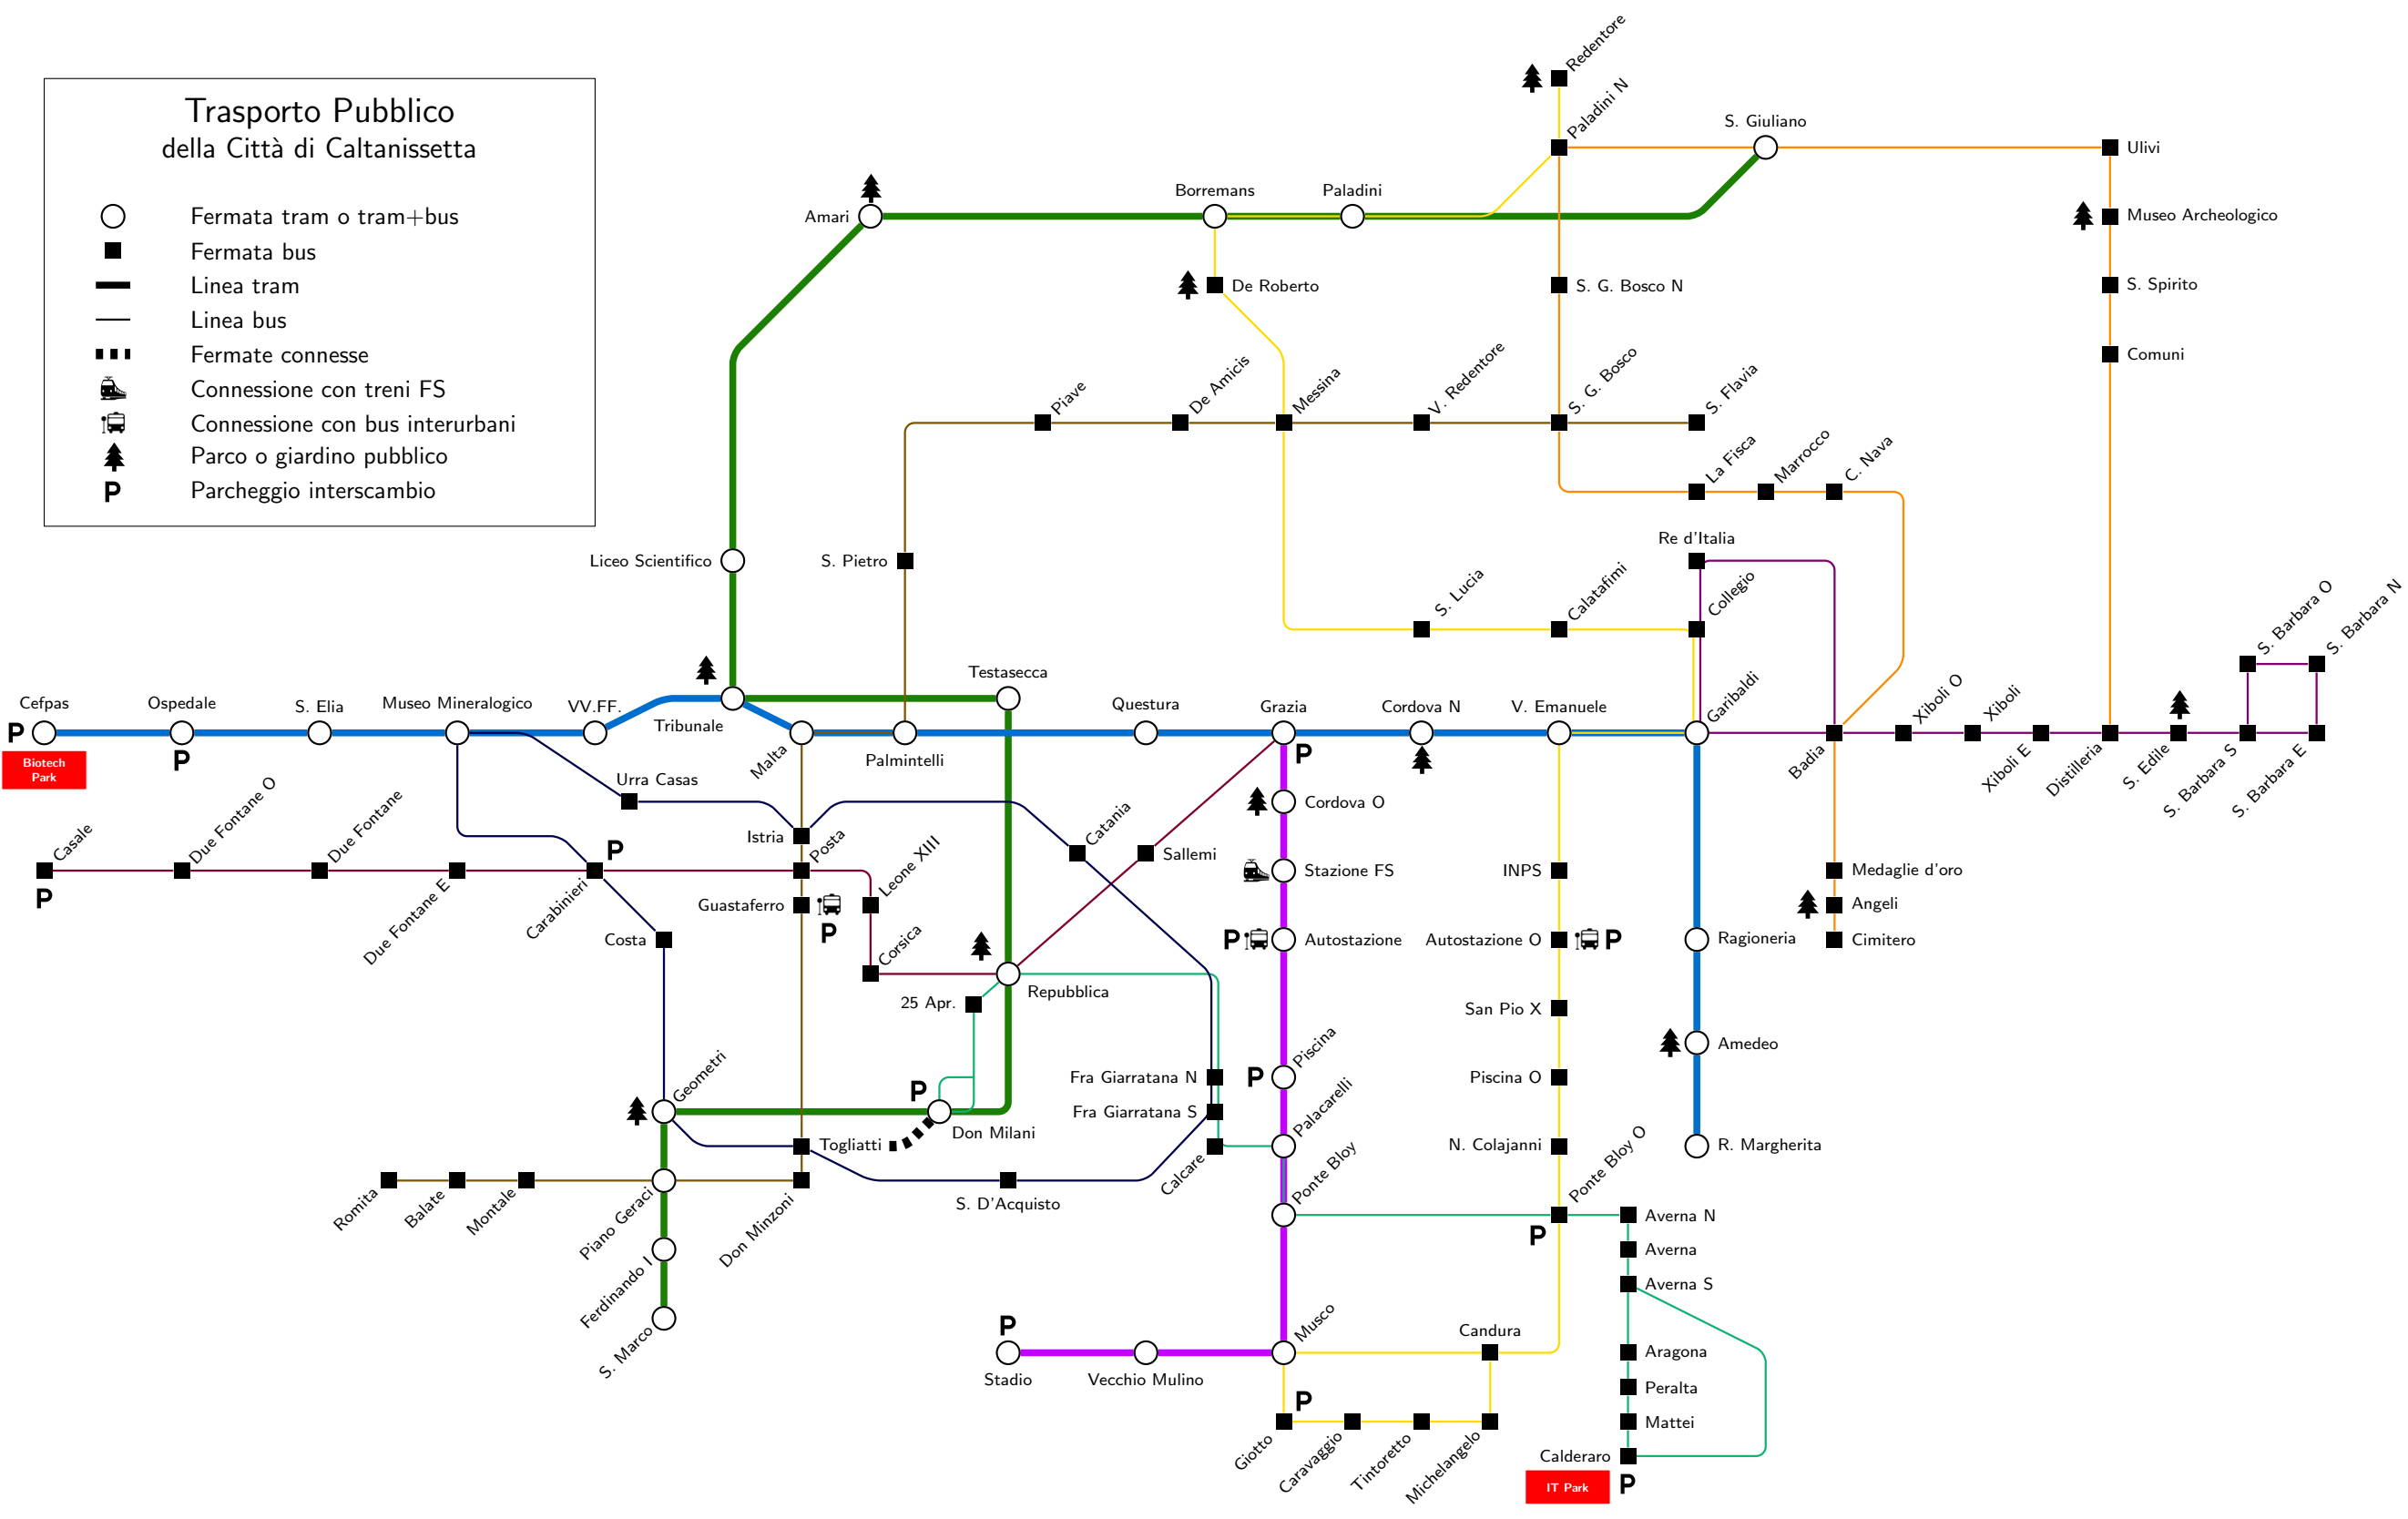 Trasporto Pubblico
della Città di Caltanissetta
Fermata tram o tram+bus
Fermata bus
Linea tram
Linea bus
Fermate connesse
Connessione con treni FS
Connessione con bus interurbani
Parco o giardino pubblico
P
Parcheggio interscambio
Redentore
Paladini N
S. Giuliano
Ulivi
Amari
Borremans
Paladini
Museo Archeologico
De Roberto
S. G. Bosco N
S. Spirito
Comuni
Piave
De Amicis
Messina
V. Redentore
S. G. Bosco
S. Flavia
La Fisca
Marrocco
C. Nava
Liceo Scientifico
S. Pietro
Re d'Italia
S. Lucia
Calatafimi
Collegio
S. Barbara O
S. Barbara N
Cefpas
P
Biotech
Park
Ospedale
P
S. Elia
Museo Mineralogico
VV.FF.
Tribunale
Testasecca
Malta
Palmintelli
Questura
Grazia
P
Cordova N
V. Emanuele
Garibaldi
Badia
Xiboli O
Xiboli
Xiboli E
Distilleria
S. Edile
S. Barbara S
S. Barbara E
Urra Casas
Istria
Catania
Cordova O
Casale
P
Due Fontane O
Due Fontane
Due Fontane E
Carabinieri
P
Posta
Leone XIII
Sallemi
Stazione FS
INPS
Medaglie d'oro
Guastaferro
P
Angeli
Costa
Corsica
P
Autostazione
Autostazione O
P
Ragioneria
Cimitero
Repubblica
25 Apr.
San Pio X
Amedeo
Geometri
P
Don Milani
Fra Giarratana N
P
Piscina
Piscina O
Fra Giarratana S
Togliatti
Calcare
Palacarelli
N. Colajanni
R. Margherita
Romita
Balate
Montale
Piano Geraci
Don Minzoni
S. D'Acquisto
Ponte Bloy
Ponte Bloy O
P
Averna N
Averna
Averna S
Ferdinando I
S. Marco
P
Stadio
Vecchio Mulino
Musco
Candura
Aragona
Peralta
Mattei
P
Giotto
Caravaggio
Tintoretto
Michelangelo
Calderaro
IT Park
P